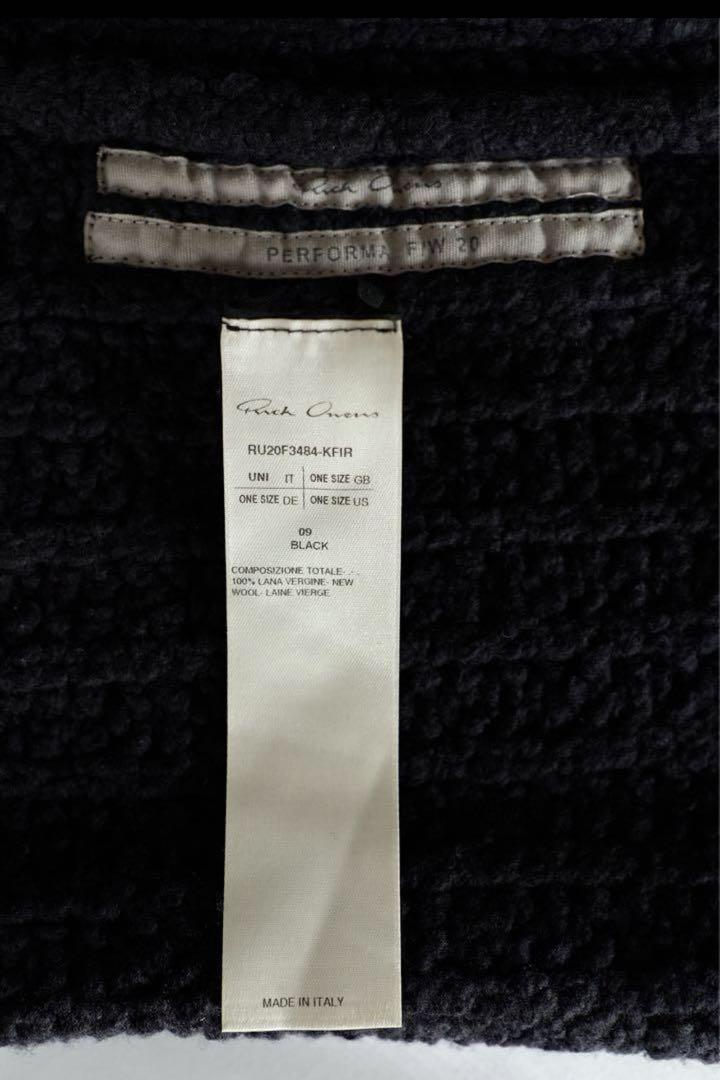 Rick Owens
PERFORMA F/W 20
Rick Owens
RU20F3484-KFIR
UNI IT ONE SIZE GB
ONE SIZE DE ONE SIZE US
09
BLACK
COMPOSIZIONE TOTALE- .- .
100% LANA VERGINE- NEW
WOOL- LAINE VIERGE
MADE IN ITALY